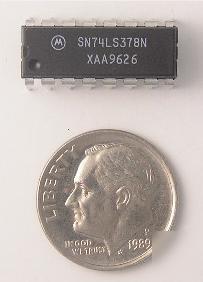 SN74LS378N
XAA9626
LIBERTY
IN GOD
WE TRUST
P
1989